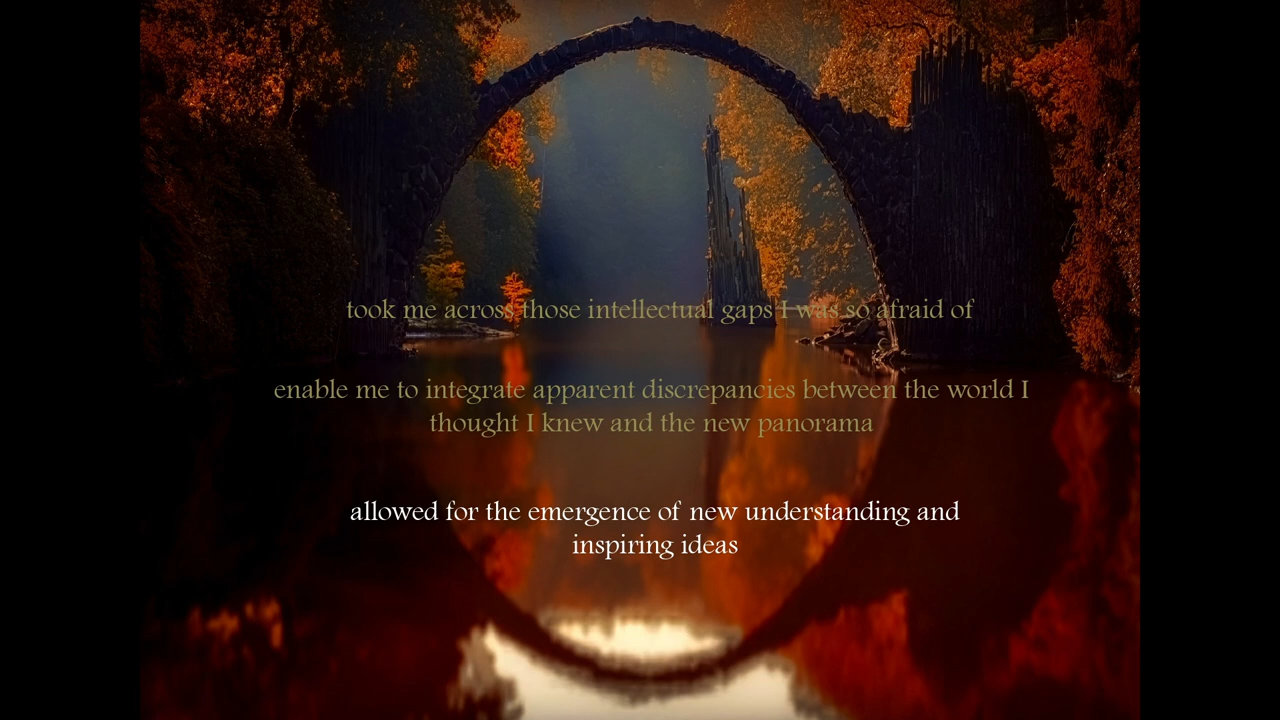 took me across those intellectual gaps I was so afraid of
enable me to integrate apparent discrepancies between the world I
thought I knew and the new panorama
allowed for the emergence of new understanding and
inspiring ideas